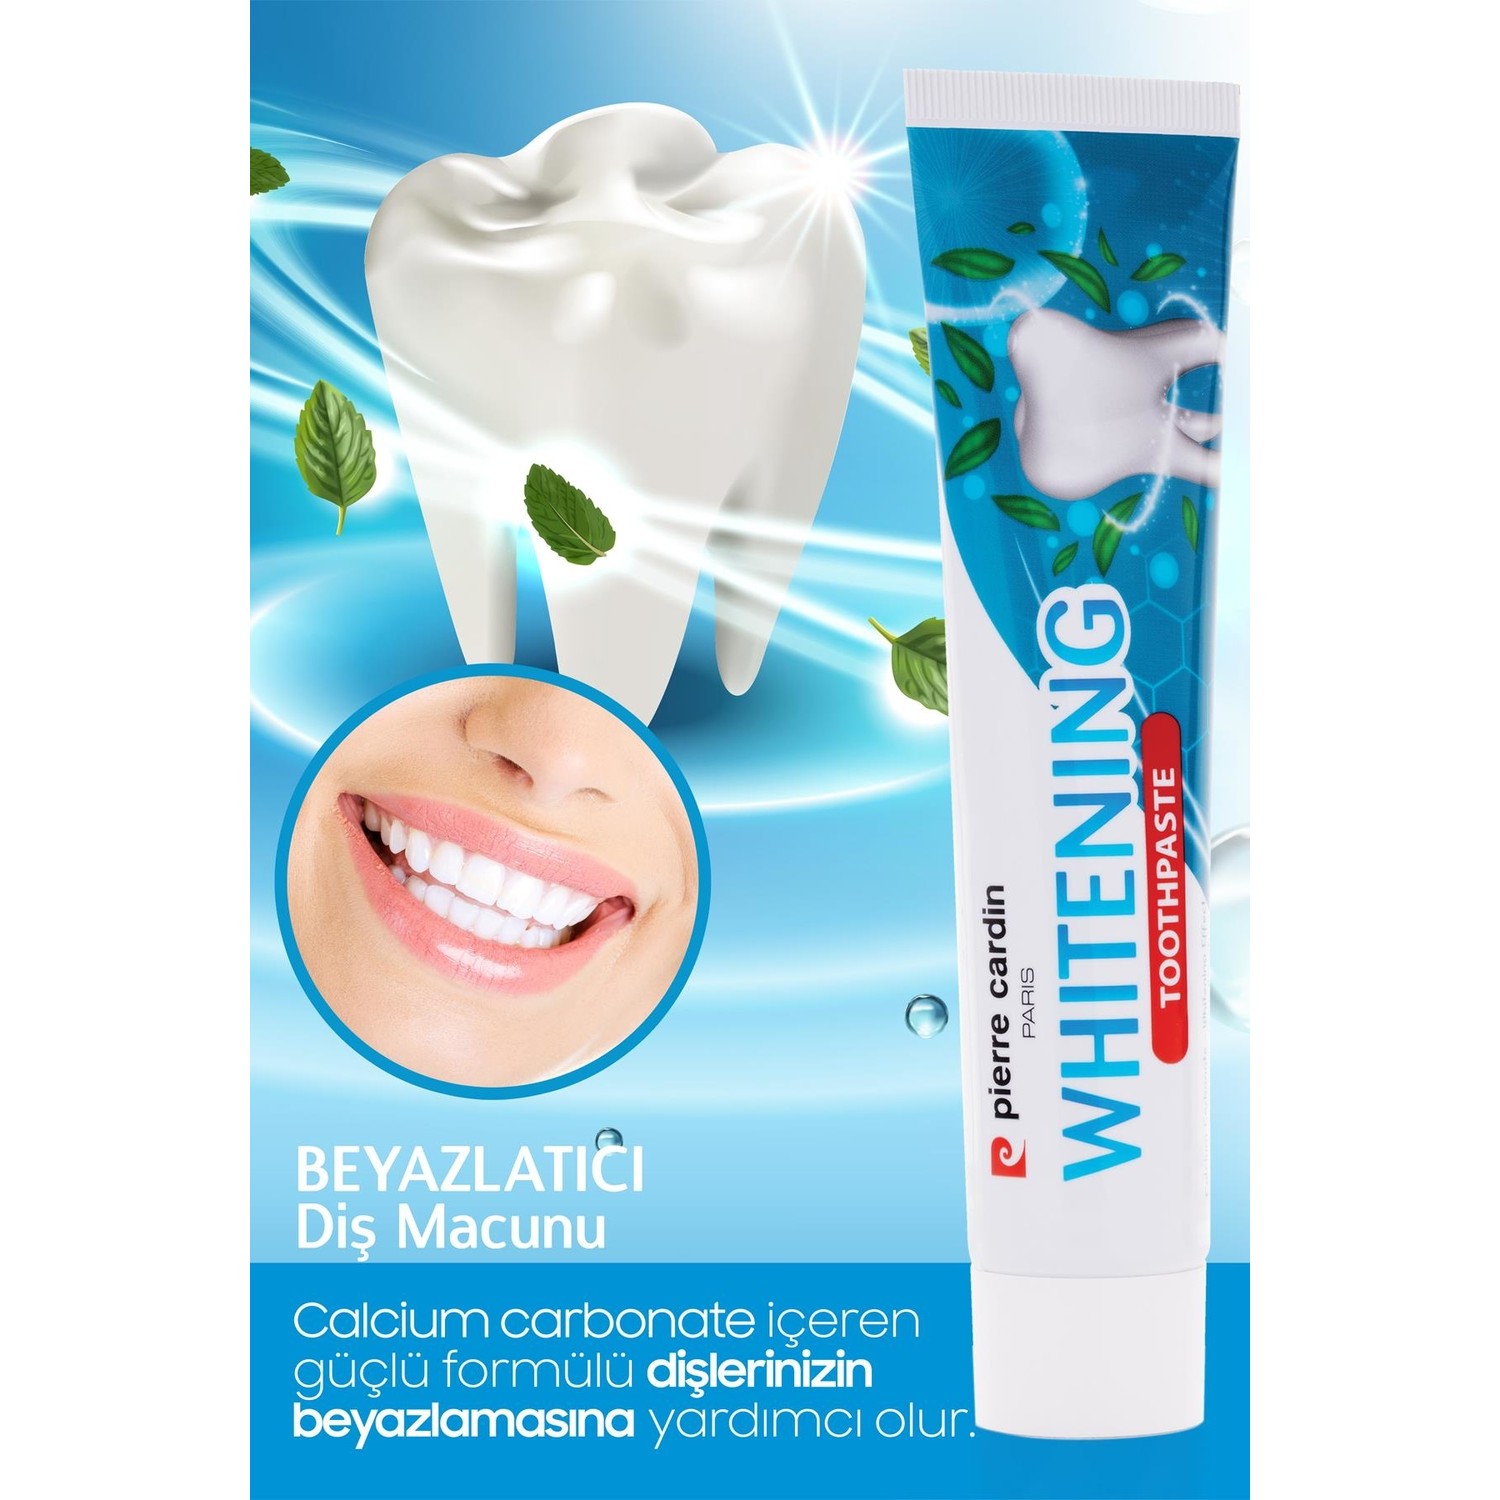 pierre cardin
PARIS
WHITENING
TOOTHPASTE
BEYAZLATICI
Diş Macunu
Calcium carbonate içeren
güçlü formülü dişlerinizin
beyazlamasına yardımcı olur.